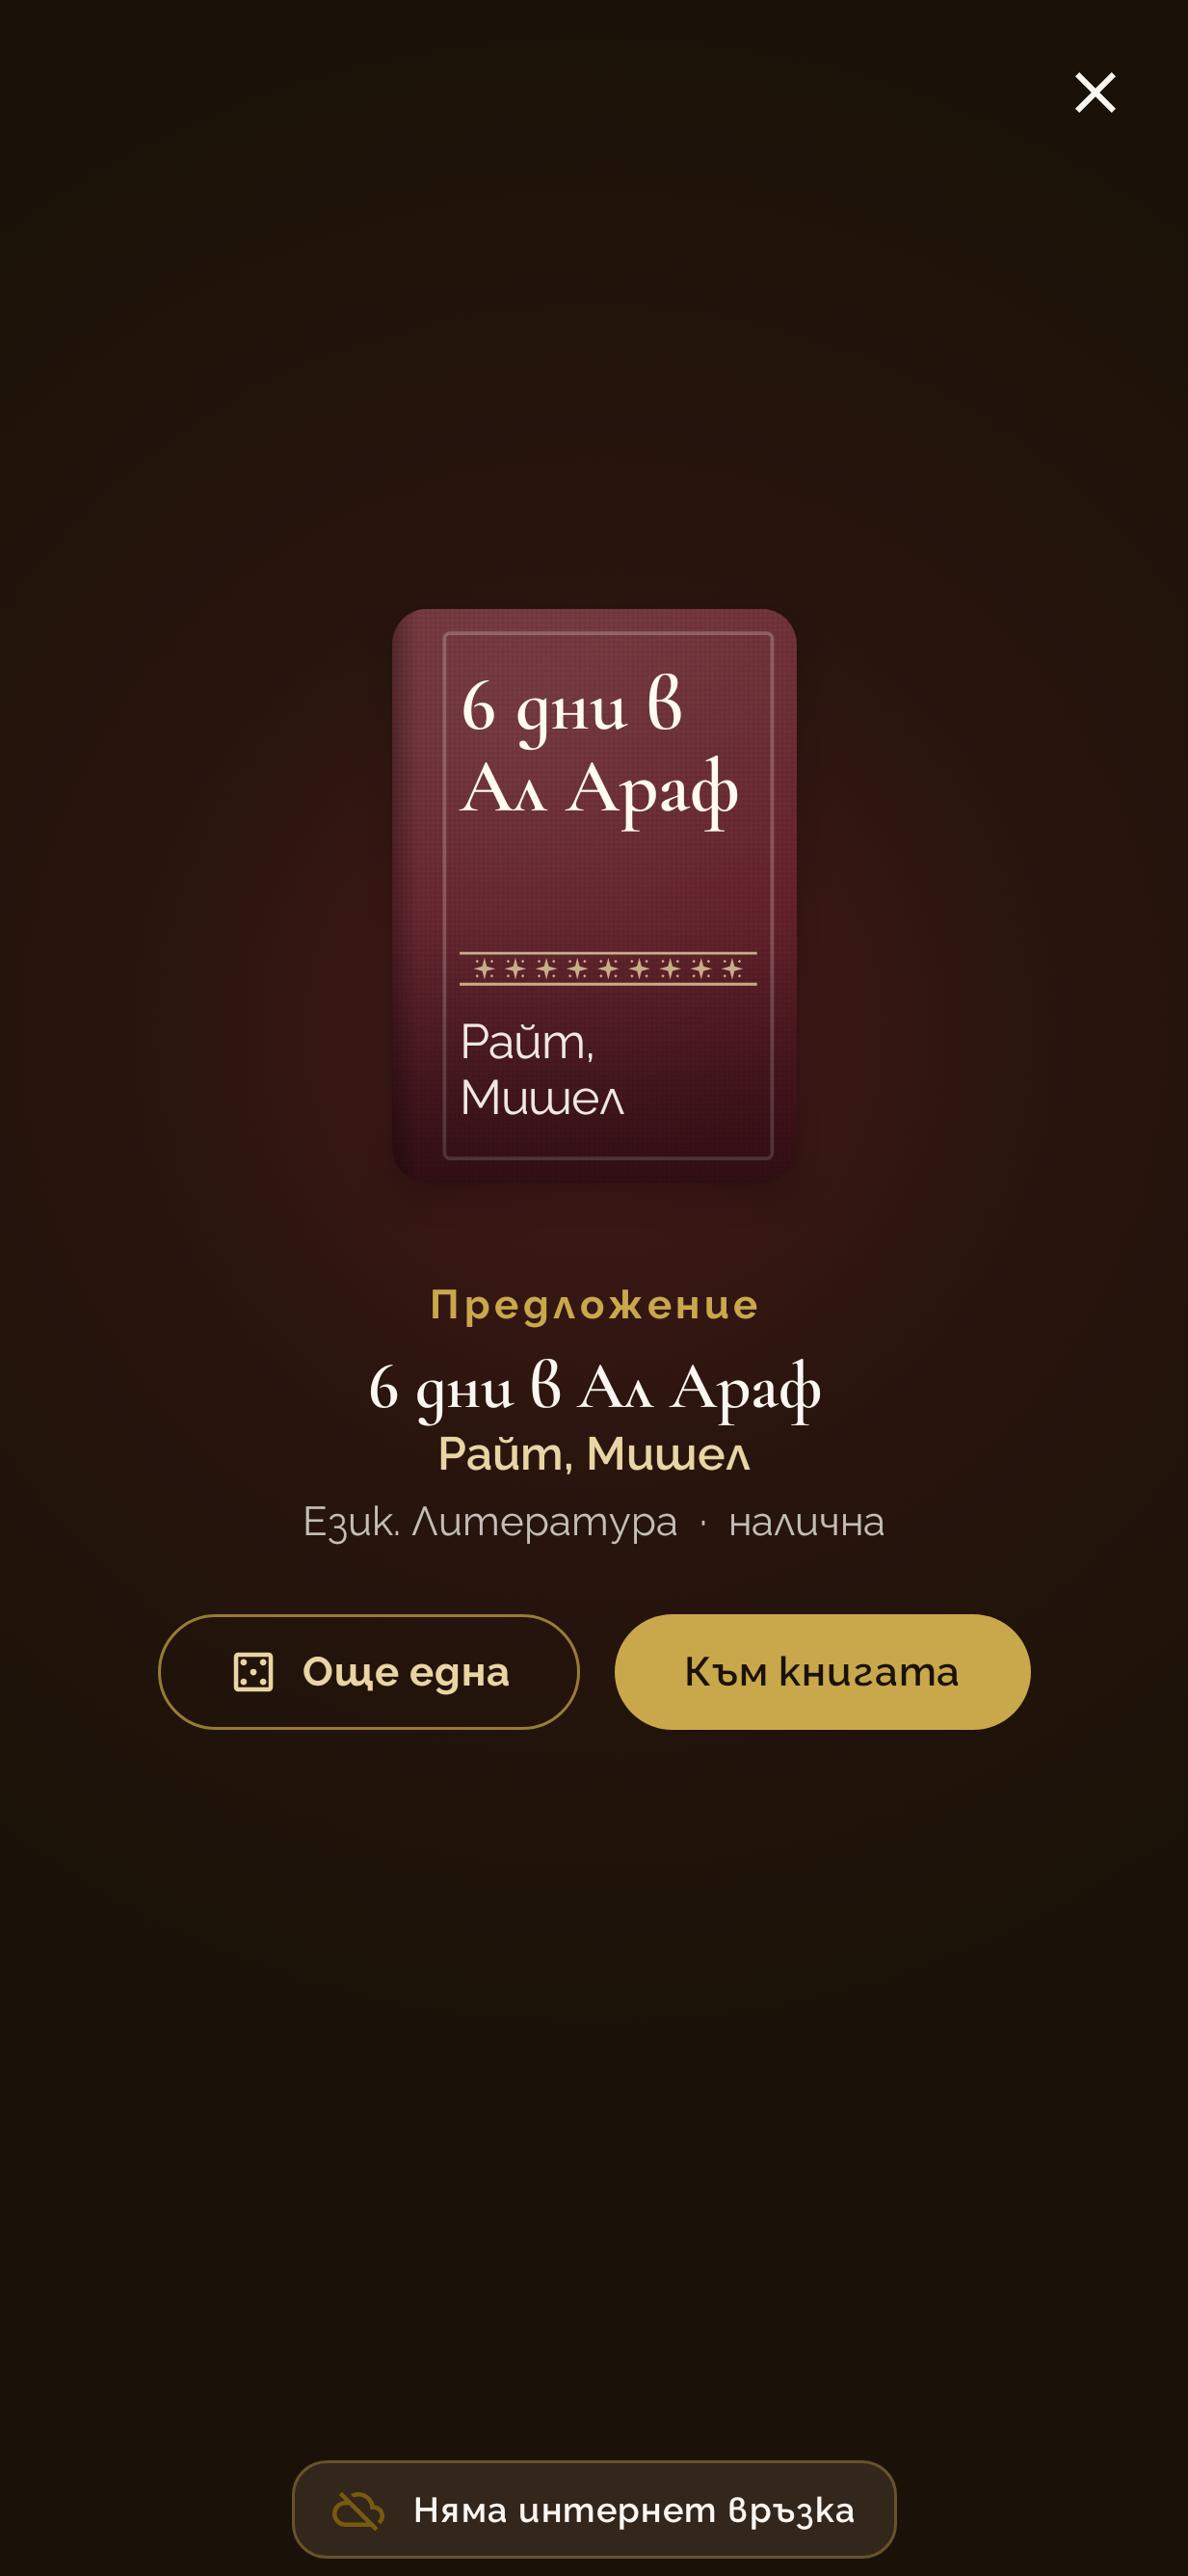 6 дни в
Ал Араф
Райт,
Мишел
Предложение
6 дни в Ал Араф
Райт, Мишел
Език. Литература · налична
Още една
Към книгата
Няма интернет връзка